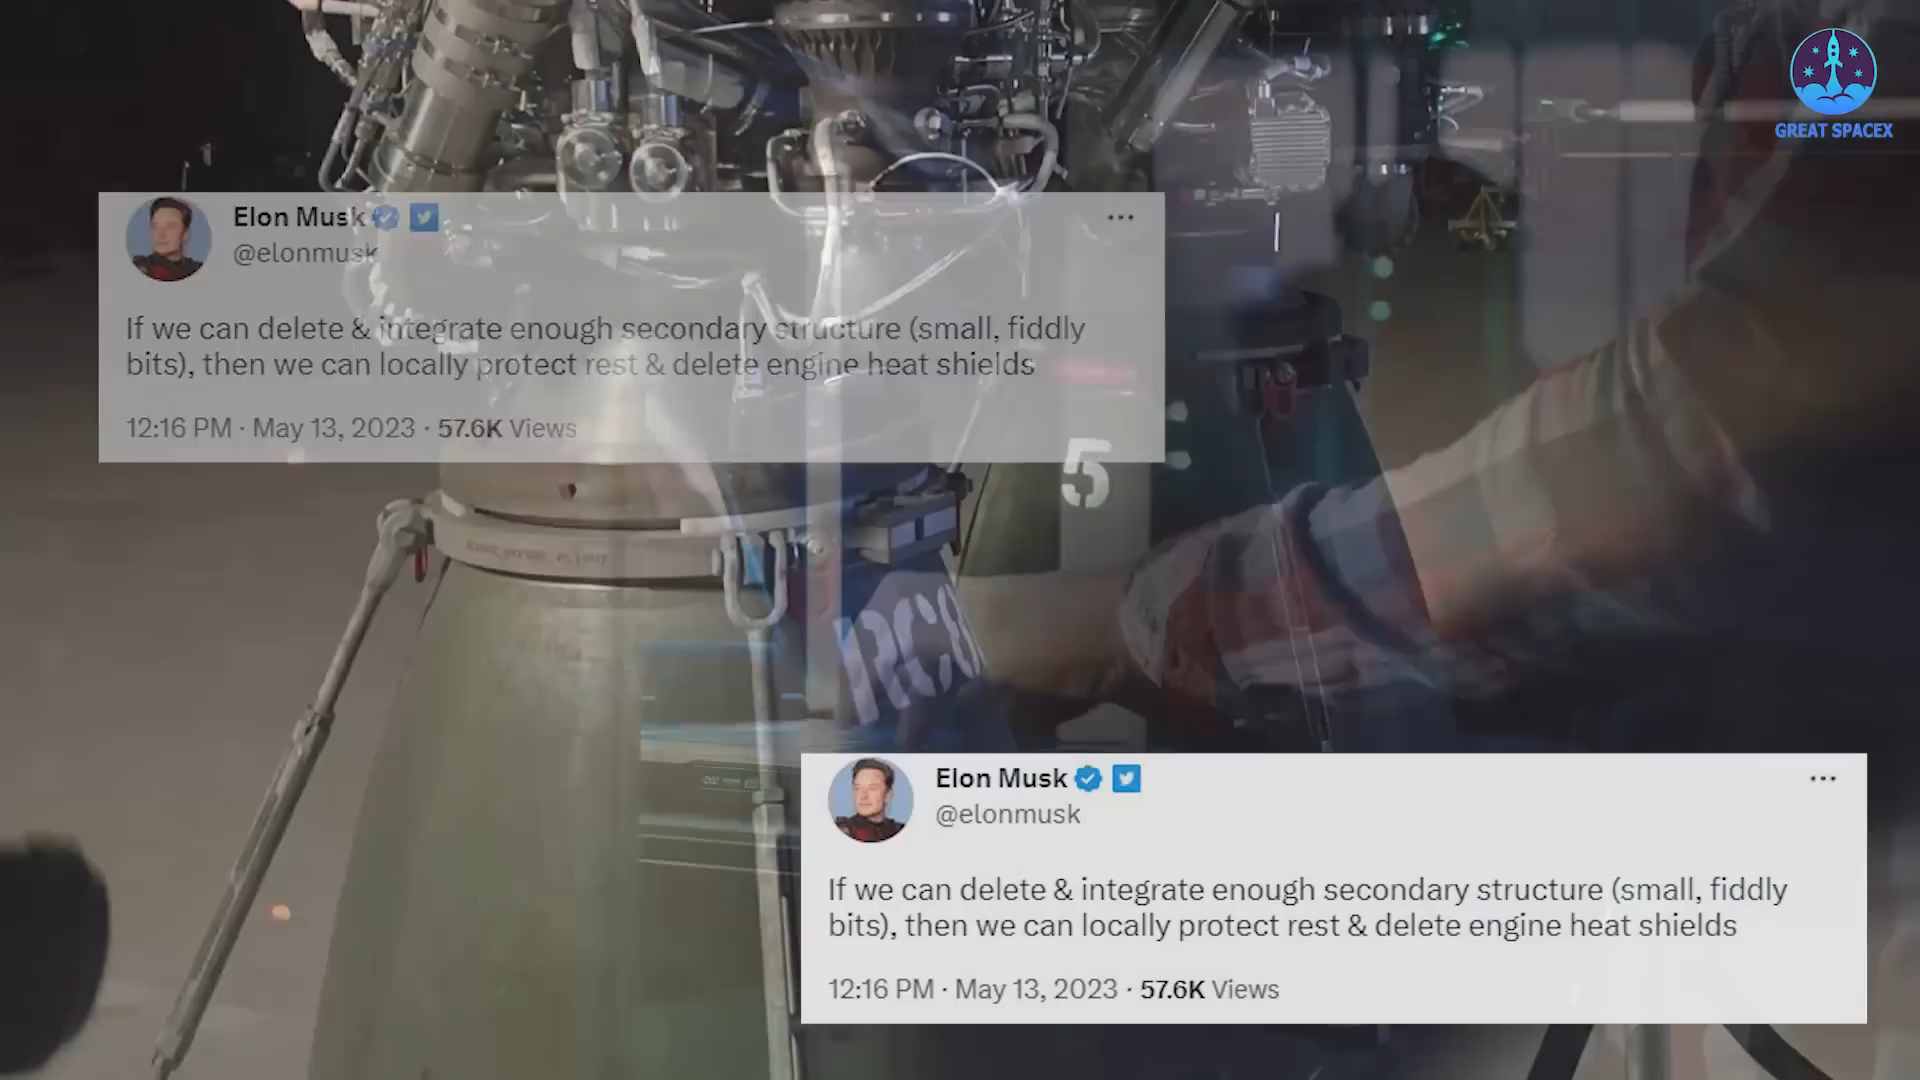 GREAT SPACEX
Elon Musk
@elonmusk
If we can delete & integrate enough secondary structure (small, fiddly
bits), then we can locally protect rest & delete engine heat shields
12:16 PM · May 13, 2023 · 57.6K Views
5
RC
Elon Musk
@elonmusk
If we can delete & integrate enough secondary structure (small, fiddly
bits), then we can locally protect rest & delete engine heat shields
12:16 PM · May 13, 2023 · 57.6K Views